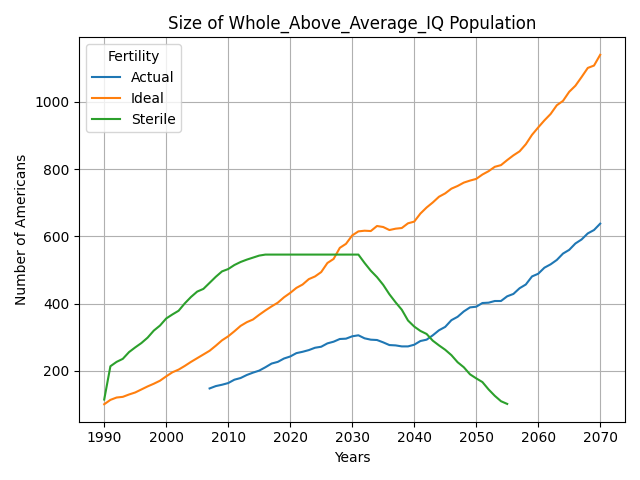 Size of Whole_Above_Average_IQ Population
Fertility
Actual
Ideal
Sterile
Number of Americans
1000
800
600
400
200
1990 2000 2010 2020 2030 2040 2050 2060 2070
Years